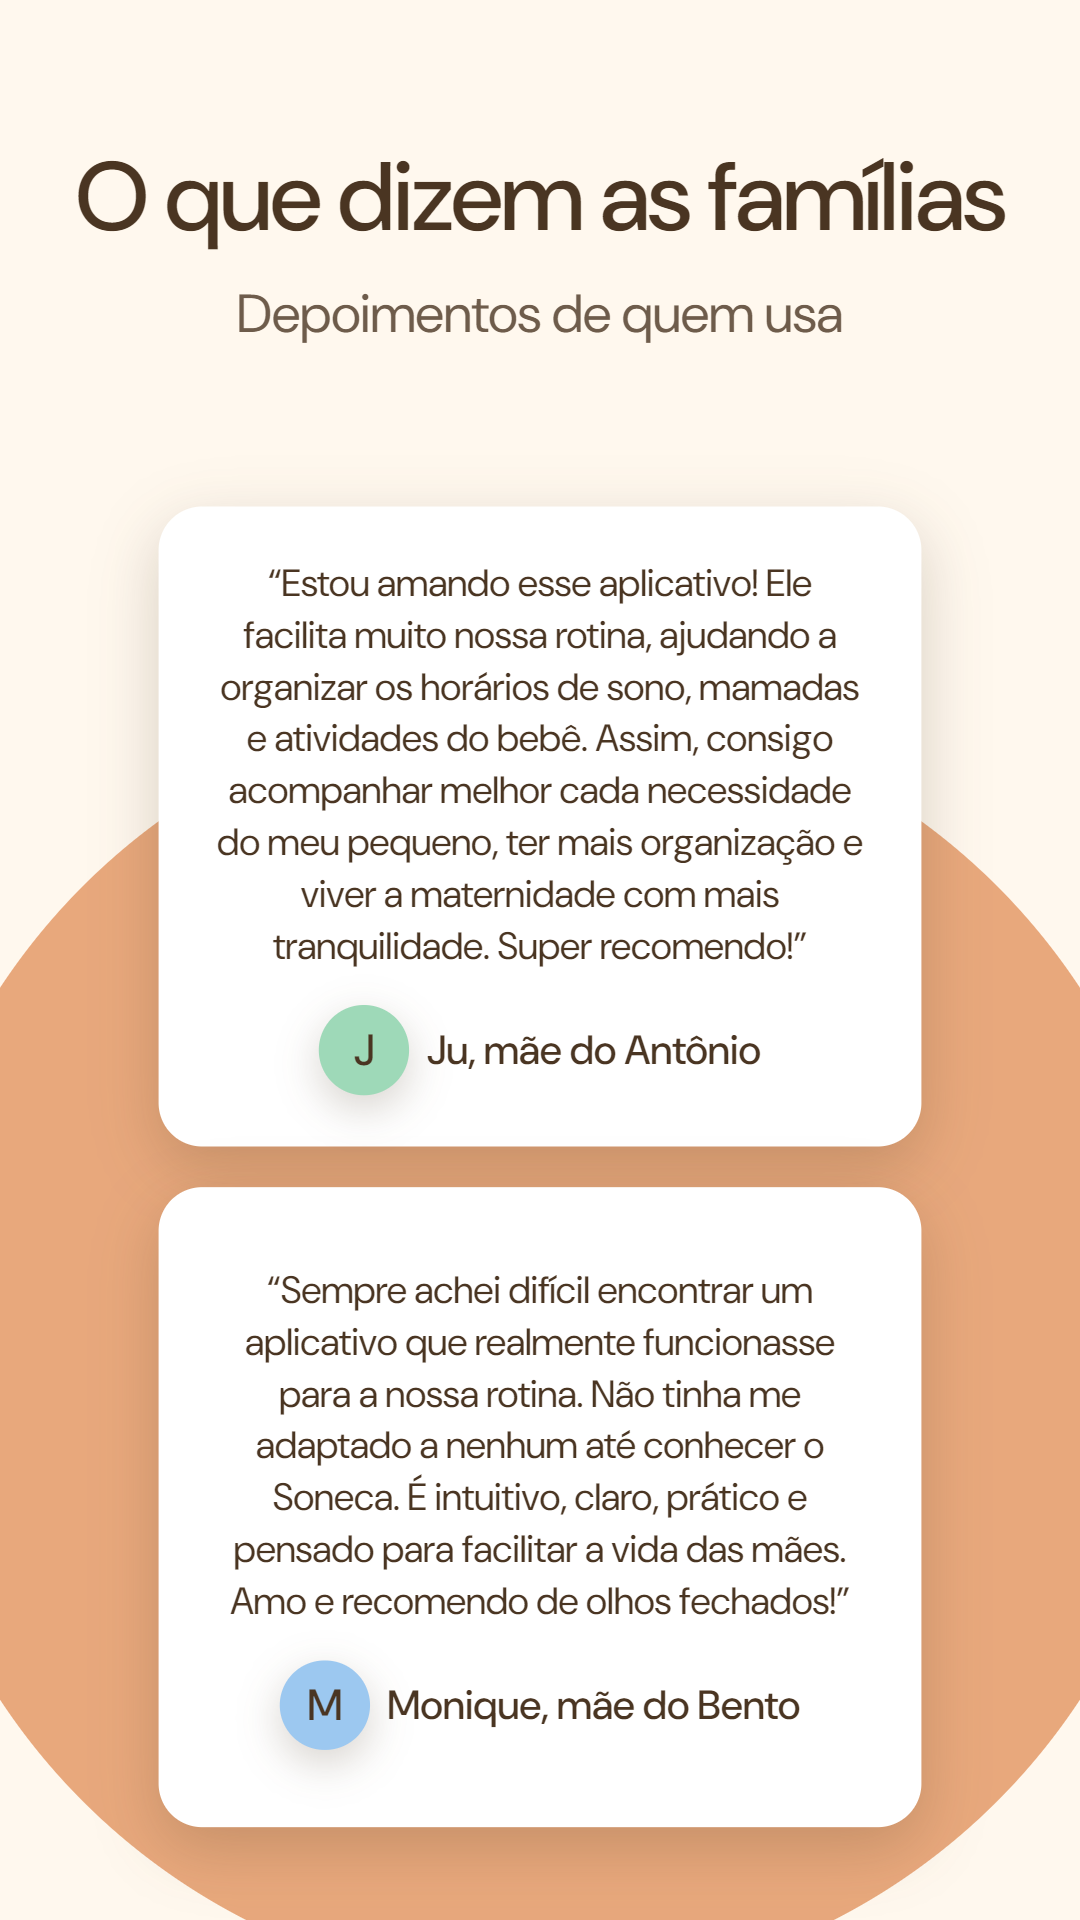 O que dizem as famílias
Depoimentos de quem usa
“Estou amando esse aplicativo! Ele
facilita muito nossa rotina, ajudando a
organizar os horários de sono, mamadas
e atividades do bebê. Assim, consigo
acompanhar melhor cada necessidade
do meu pequeno, ter mais organização e
viver a maternidade com mais
tranquilidade. Super recomendo!”
J
Ju, mãe do Antônio
“Sempre achei difícil encontrar um
aplicativo que realmente funcionasse
para a nossa rotina. Não tinha me
adaptado a nenhum até conhecer o
Soneca. É intuitivo, claro, prático e
pensado para facilitar a vida das mães.
Amo e recomendo de olhos fechados!”
M
Monique, mãe do Bento